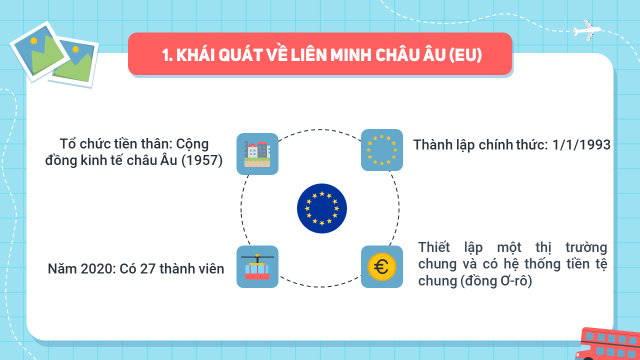 1. KHÁI QUÁT VỀ LIÊN MINH CHÂU ÂU (EU)
Tổ chức tiền thân: Cộng
đồng kinh tế châu Âu (1957)
Thành lập chính thức: 1/1/1993
Năm 2020: Có 27 thành viên
Thiết lập một thị trường
chung và có hệ thống tiền tệ
chung (đồng Ơ-rô)